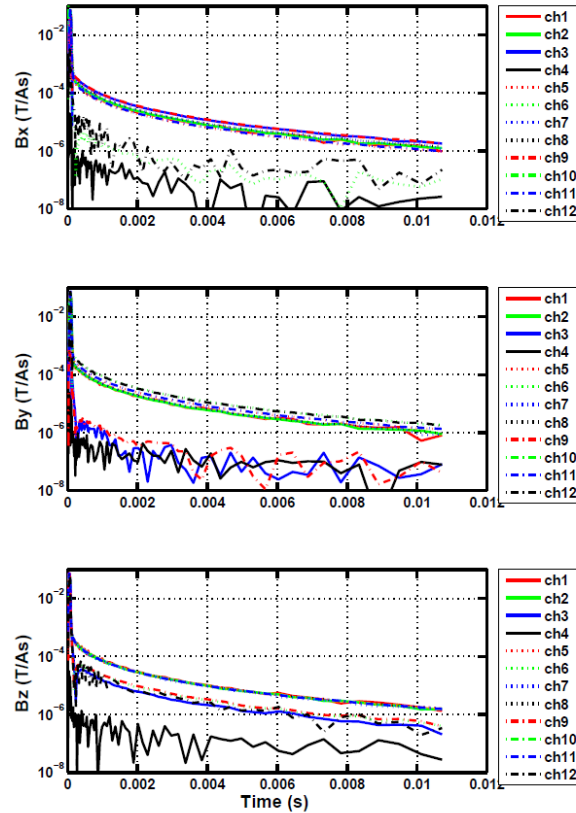 Bx (T/As)
10^-2
10^-4
10^-6
10^-8
0 0.002 0.004 0.006 0.008 0.01 0.012
ch1
ch2
ch3
ch4
ch5
ch6
ch7
ch8
ch9
ch10
ch11
ch12
By (T/As)
10^-2
10^-4
10^-6
10^-8
0 0.002 0.004 0.006 0.008 0.01 0.012
ch1
ch2
ch3
ch4
ch5
ch6
ch7
ch8
ch9
ch10
ch11
ch12
Bz (T/As)
10^-2
10^-4
10^-6
10^-8
0 0.002 0.004 0.006 0.008 0.01 0.012
Time (s)
ch1
ch2
ch3
ch4
ch5
ch6
ch7
ch8
ch9
ch10
ch11
ch12